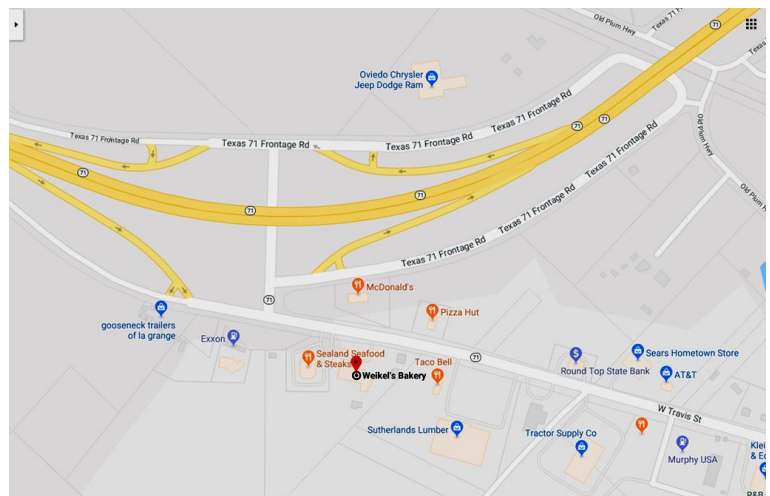 71
Old Plum Hwy
Texas 71
Oviedo Chrysler
Jeep Dodge Ram
Texas 71 Frontage Rd
71
71
Texas 71 Frontage Rd
Texas 71 Frontage Rd
Texas 71 Frontage Rd
Old Plum Hwy
71
71
Texas 71 Frontage Rd
Old Plum
71
Texas 71 Frontage Rd
McDonald's
71
gooseneck trailers
of la grange
Pizza Hut
Exxon
Sealand Seafood
& Steaks
71
Sears Hometown Store
Taco Bell
Round Top State Bank
Weikel's Bakery
AT&T
W Travis St
Sutherlands Lumber
Tractor Supply Co
Murphy USA
R&B